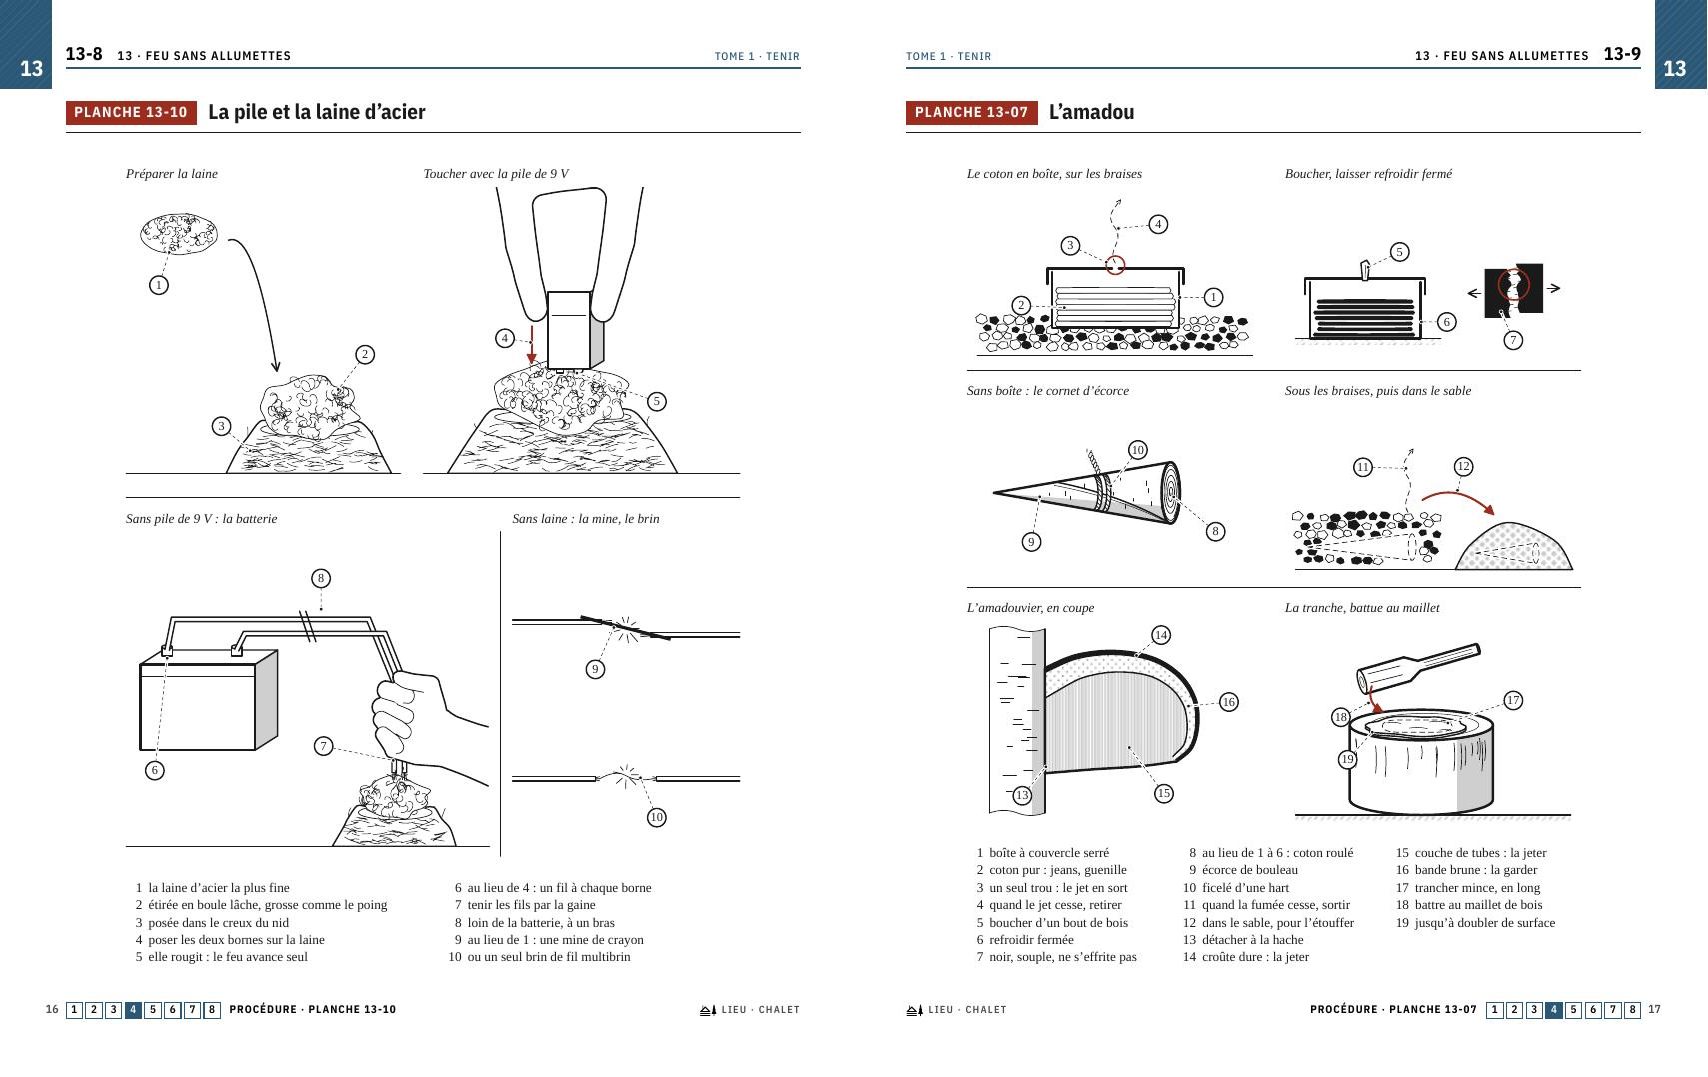 13
13-8 13 · FEU SANS ALLUMETTES
TOME 1 · TENIR
PLANCHE 13-10 La pile et la laine d’acier
Préparer la laine
Toucher avec la pile de 9 V
1
2
3
4
5
Sans pile de 9 V : la batterie
Sans laine : la mine, le brin
8
9
7
6
10
1 la laine d’acier la plus fine
2 étirée en boule lâche, grosse comme le poing
3 posée dans le creux du nid
4 poser les deux bornes sur la laine
5 elle rougit : le feu avance seul
6 au lieu de 4 : un fil à chaque borne
7 tenir les fils par la gaine
8 loin de la batterie, à un bras
9 au lieu de 1 : une mine de crayon
10 ou un seul brin de fil multibrin
16 1 2 3 4 5 6 7 8 PROCÉDURE · PLANCHE 13-10
LIEU · CHALET
TOME 1 · TENIR
13 · FEU SANS ALLUMETTES 13-9
13
PLANCHE 13-07 L’amadou
Le coton en boîte, sur les braises
Boucher, laisser refroidir fermé
4
3
2
1
5
6
7
Sans boîte : le cornet d’écorce
Sous les braises, puis dans le sable
10
9
8
11
12
L’amadouvier, en coupe
La tranche, battue au maillet
14
16
13
15
17
18
19
1 boîte à couvercle serré
2 coton pur : jeans, guenille
3 un seul trou : le jet en sort
4 quand le jet cesse, retirer
5 boucher d’un bout de bois
6 refroidir fermée
7 noir, souple, ne s’effrite pas
8 au lieu de 1 à 6 : coton roulé
9 écorce de bouleau
10 ficelé d’une hart
11 quand la fumée cesse, sortir
12 dans le sable, pour l’étouffer
13 détacher à la hache
14 croûte dure : la jeter
15 couche de tubes : la jeter
16 bande brune : la garder
17 trancher mince, en long
18 battre au maillet de bois
19 jusqu’à doubler de surface
LIEU · CHALET
PROCÉDURE · PLANCHE 13-07 1 2 3 4 5 6 7 8 17